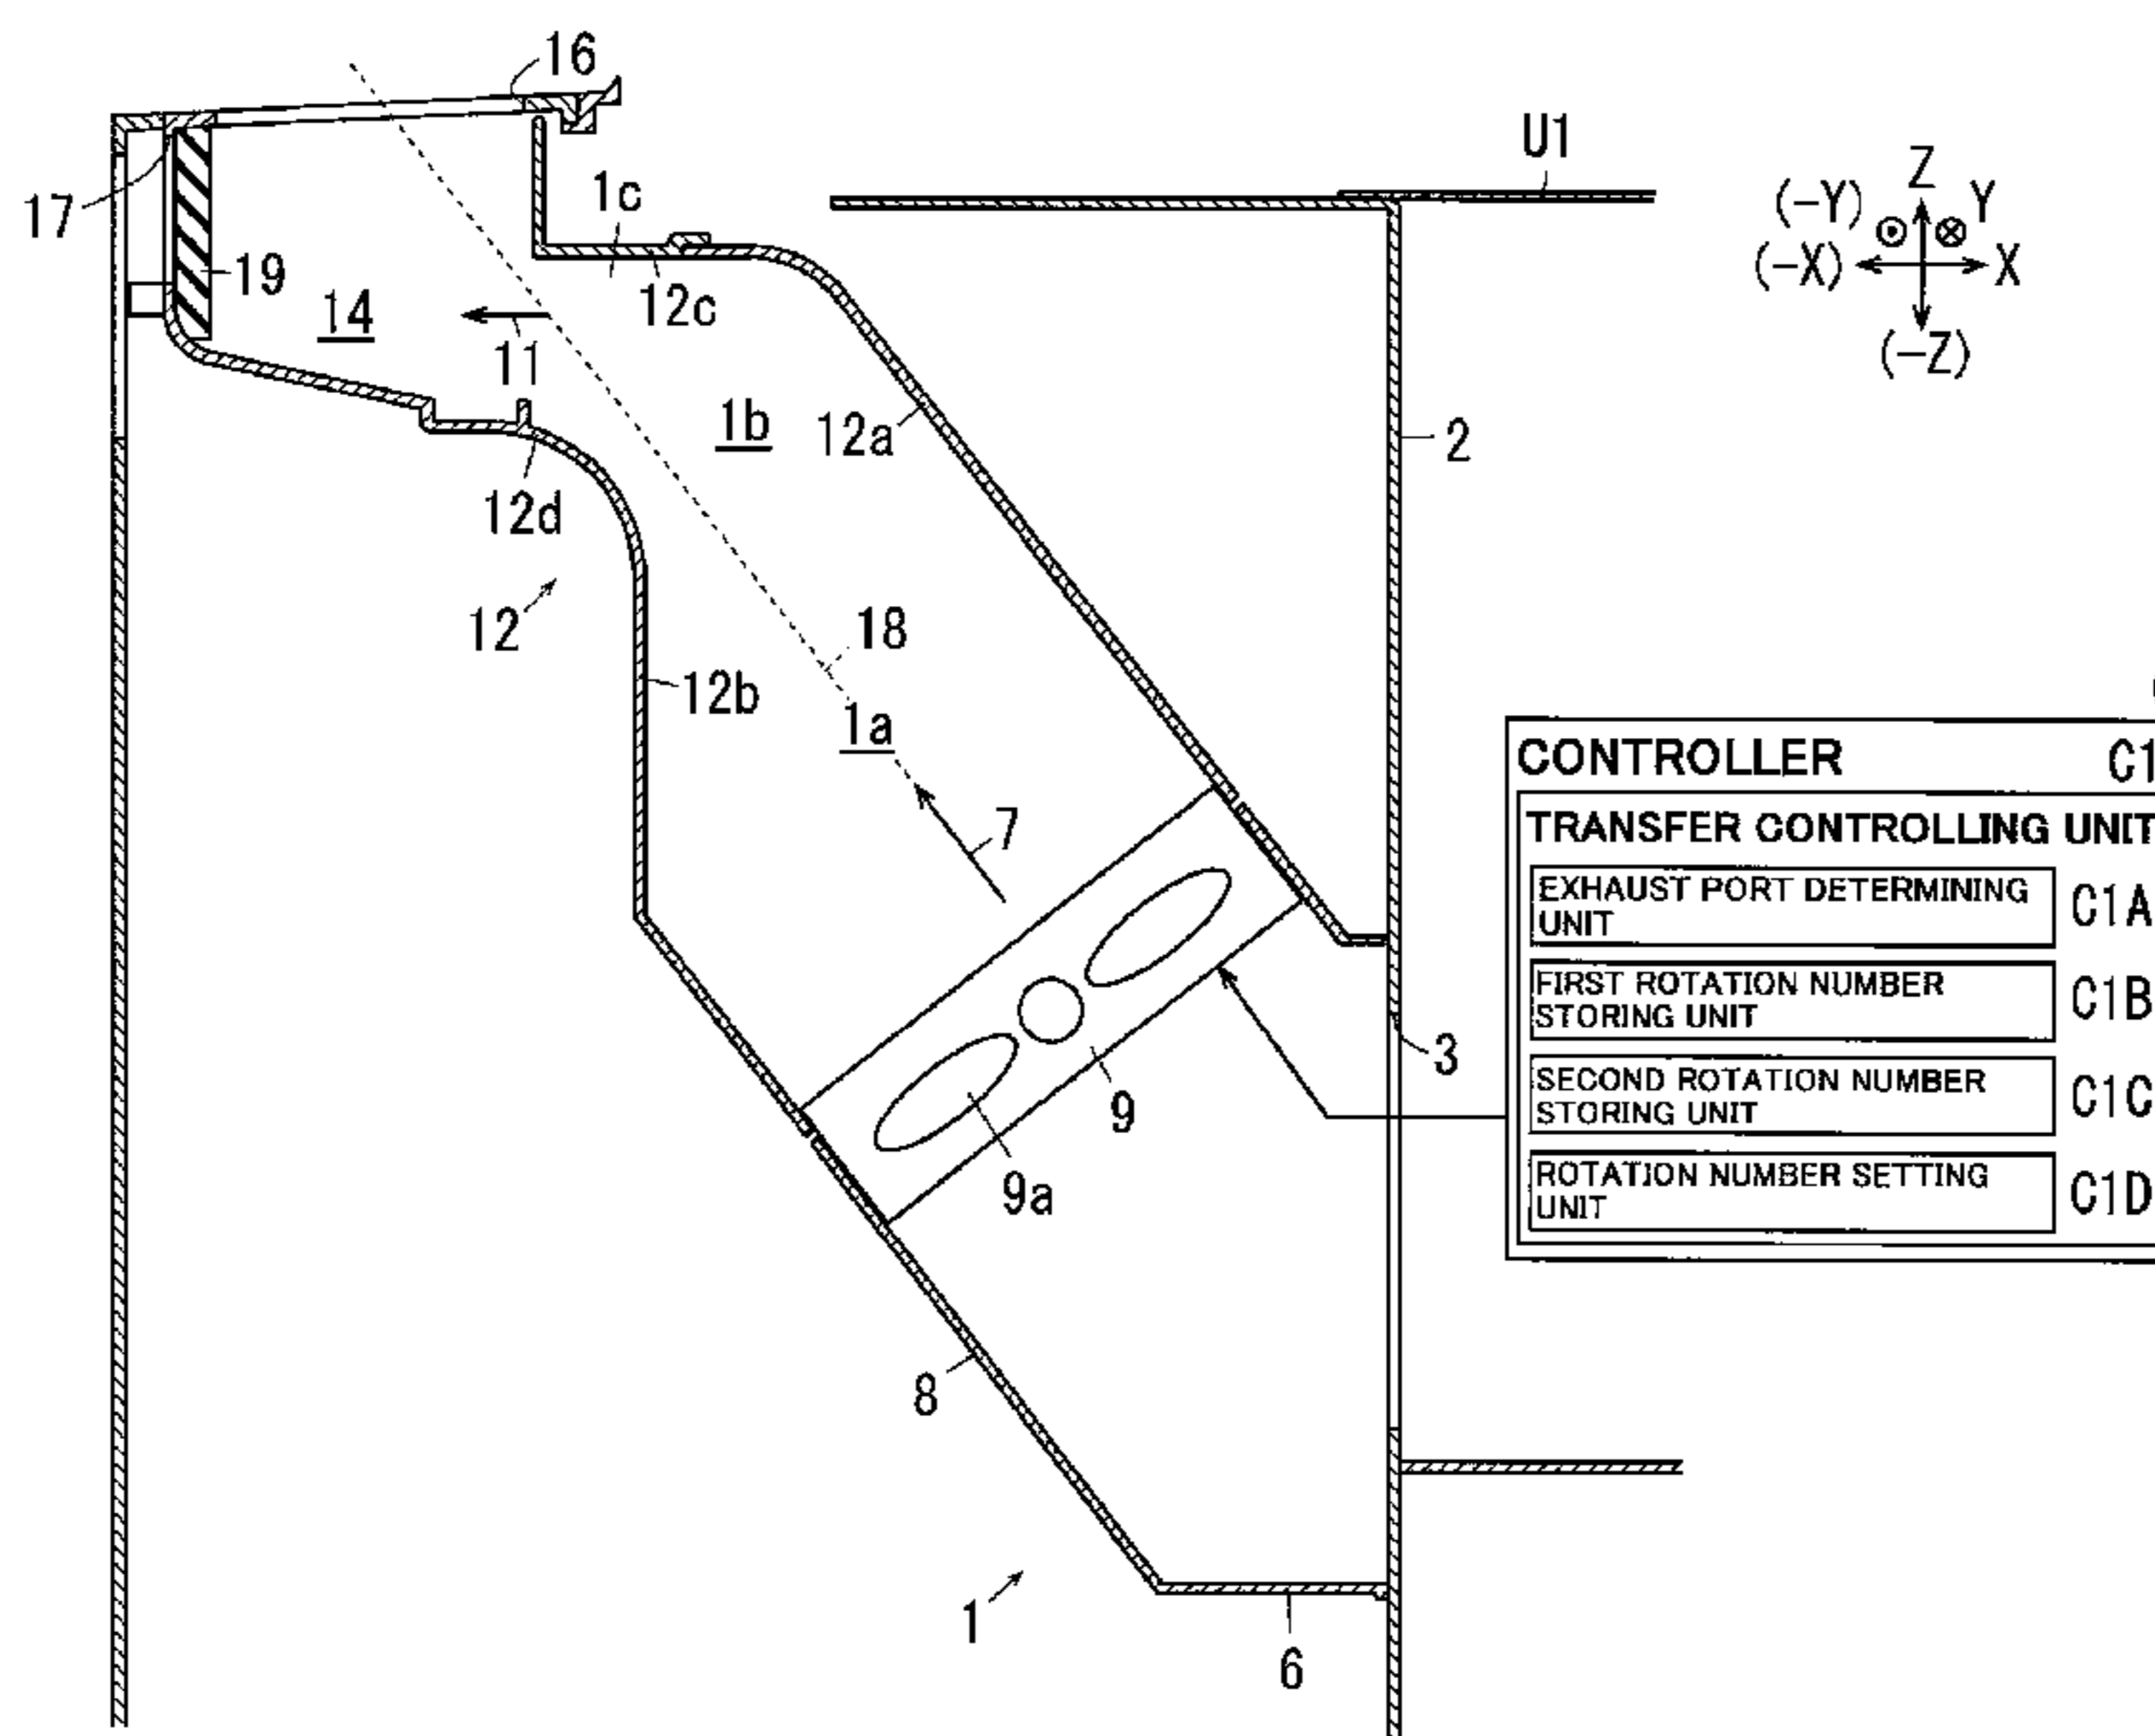 16
U1
Z
(-Y)
Y
17
1c
(-X)
X
19
12c
14
(-Z)
11
1b
12a
2
12d
12
18
12b
1a
CONTROLLER C1
7
TRANSFER CONTROLLING UNIT
EXHAUST PORT DETERMINING
UNIT
C1A
FIRST ROTATION NUMBER
STORING UNIT
C1B
3
SECOND ROTATION NUMBER
STORING UNIT
C1C
9
9a
ROTATION NUMBER SETTING
UNIT
C1D
8
1
6